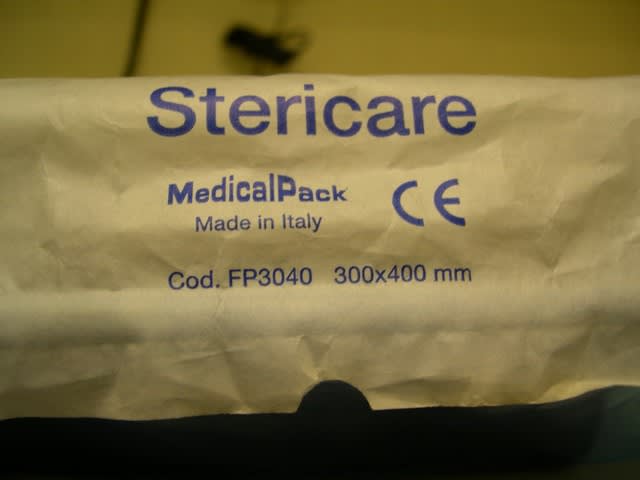 Stericare
MedicalPack CE
Made in Italy
Cod. FP3040 300x400 mm